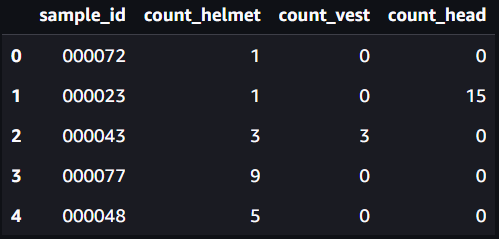 sample_id count_helmet count_vest count_head
0 000072 1 0 0
1 000023 1 0 15
2 000043 3 3 0
3 000077 9 0 0
4 000048 5 0 0